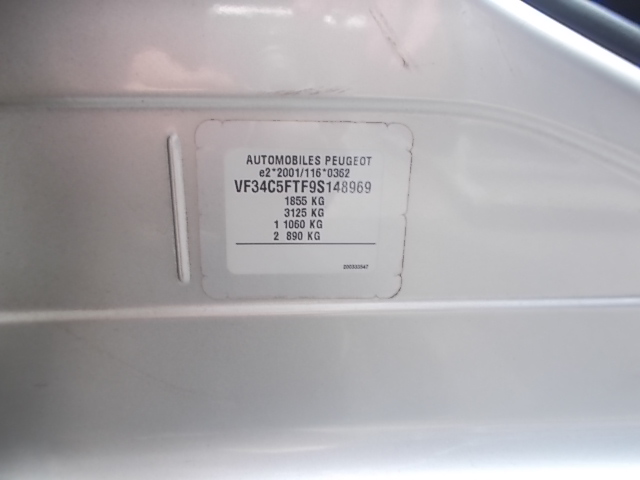 AUTOMOBILES PEUGEOT
e2*2001/116*0362
VF34C5FTF9S148969
1855 KG
3125 KG
1 1060 KG
2 890 KG